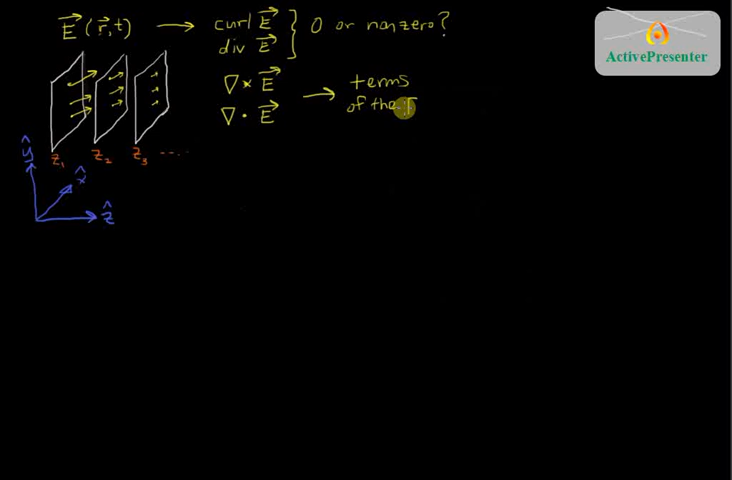 E⃗ (r⃗, t) → curl E⃗ } 0 or nonzero?
div E⃗
∇ × E⃗ → terms
∇ · E⃗ of the
z₁ z₂ z₃ .....
ŷ
x̂
ẑ
ActivePresenter